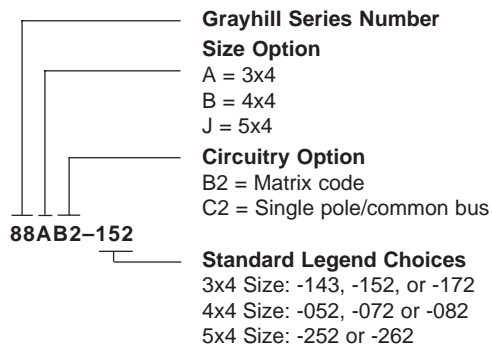 Grayhill Series Number
Size Option
A = 3x4
B = 4x4
J = 5x4
Circuitry Option
B2 = Matrix code
C2 = Single pole/common bus
88AB2–152
Standard Legend Choices
3x4 Size: -143, -152, or -172
4x4 Size: -052, -072 or -082
5x4 Size: -252 or -262